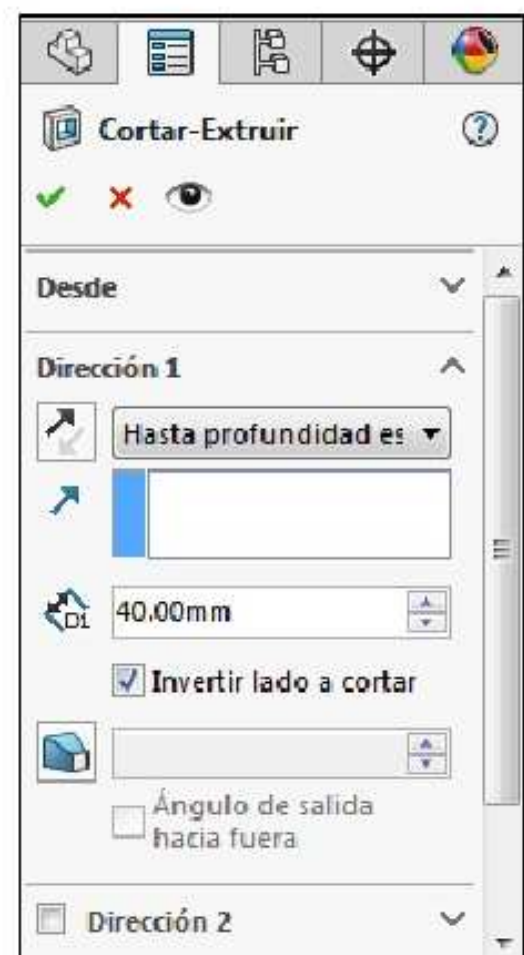 Cortar-Extruir
Desde
Dirección 1
Hasta profundidad es
D1
40.00mm
Invertir lado a cortar
Ángulo de salida
hacia fuera
Dirección 2